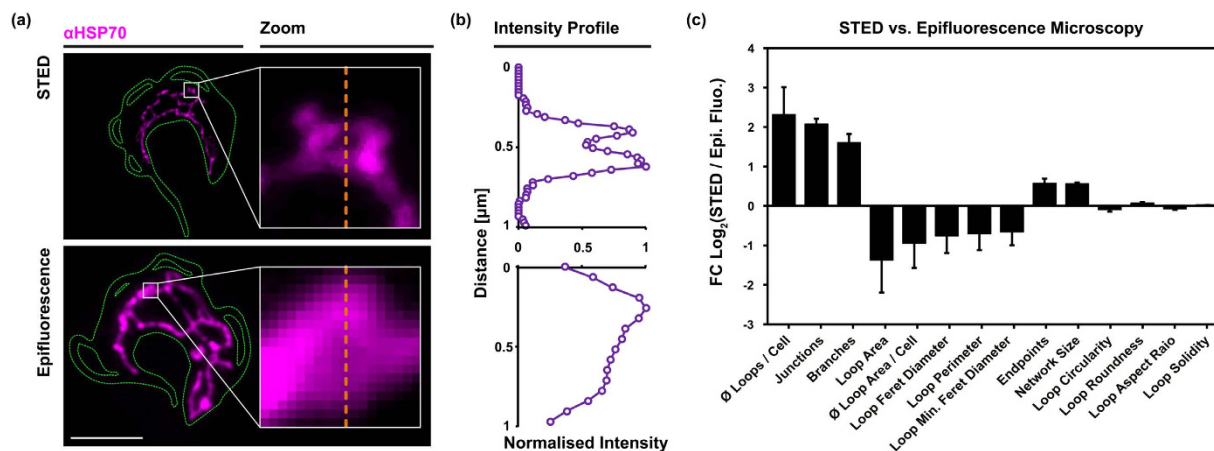 (a)
αHSP70
Zoom
STED
Epifluorescence
(b)
Intensity Profile
0
0.5
1
0
0.5
1
Distance [μm]
0
0.5
1
Normalised Intensity
(c)
STED vs. Epifluorescence Microscopy
FC Log2(STED / Epi. Fluo.)
4
3
2
1
0
-1
-2
-3
Ø Loops / Cell
Junctions
Branches
Loop Area
Ø Loop Area / Cell
Loop Feret Diameter
Loop Perimeter
Loop Min. Feret Diameter
Endpoints
Network Size
Loop Circularity
Loop Roundness
Loop Aspect Raio
Loop Solidity